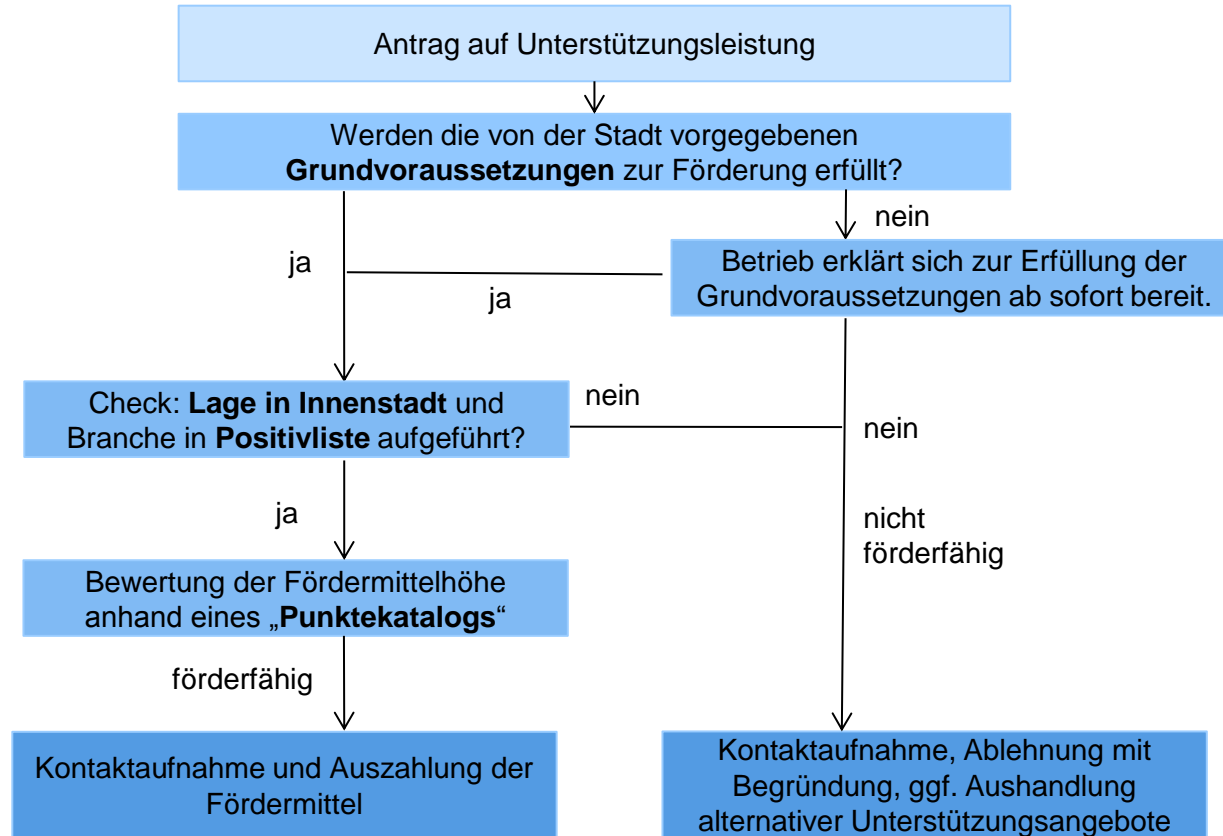 Antrag auf Unterstützungsleistung
Werden die von der Stadt vorgegebenen
Grundvoraussetzungen zur Förderung erfüllt?
nein
ja
Betrieb erklärt sich zur Erfüllung der
Grundvoraussetzungen ab sofort bereit.
ja
Check: Lage in Innenstadt und
Branche in Positivliste aufgeführt?
nein
nein
ja
nicht
förderfähig
Bewertung der Fördermittelhöhe
anhand eines „Punktekatalogs“
förderfähig
Kontaktaufnahme und Auszahlung der
Fördermittel
Kontaktaufnahme, Ablehnung mit
Begründung, ggf. Aushandlung
alternativer Unterstützungsangebote